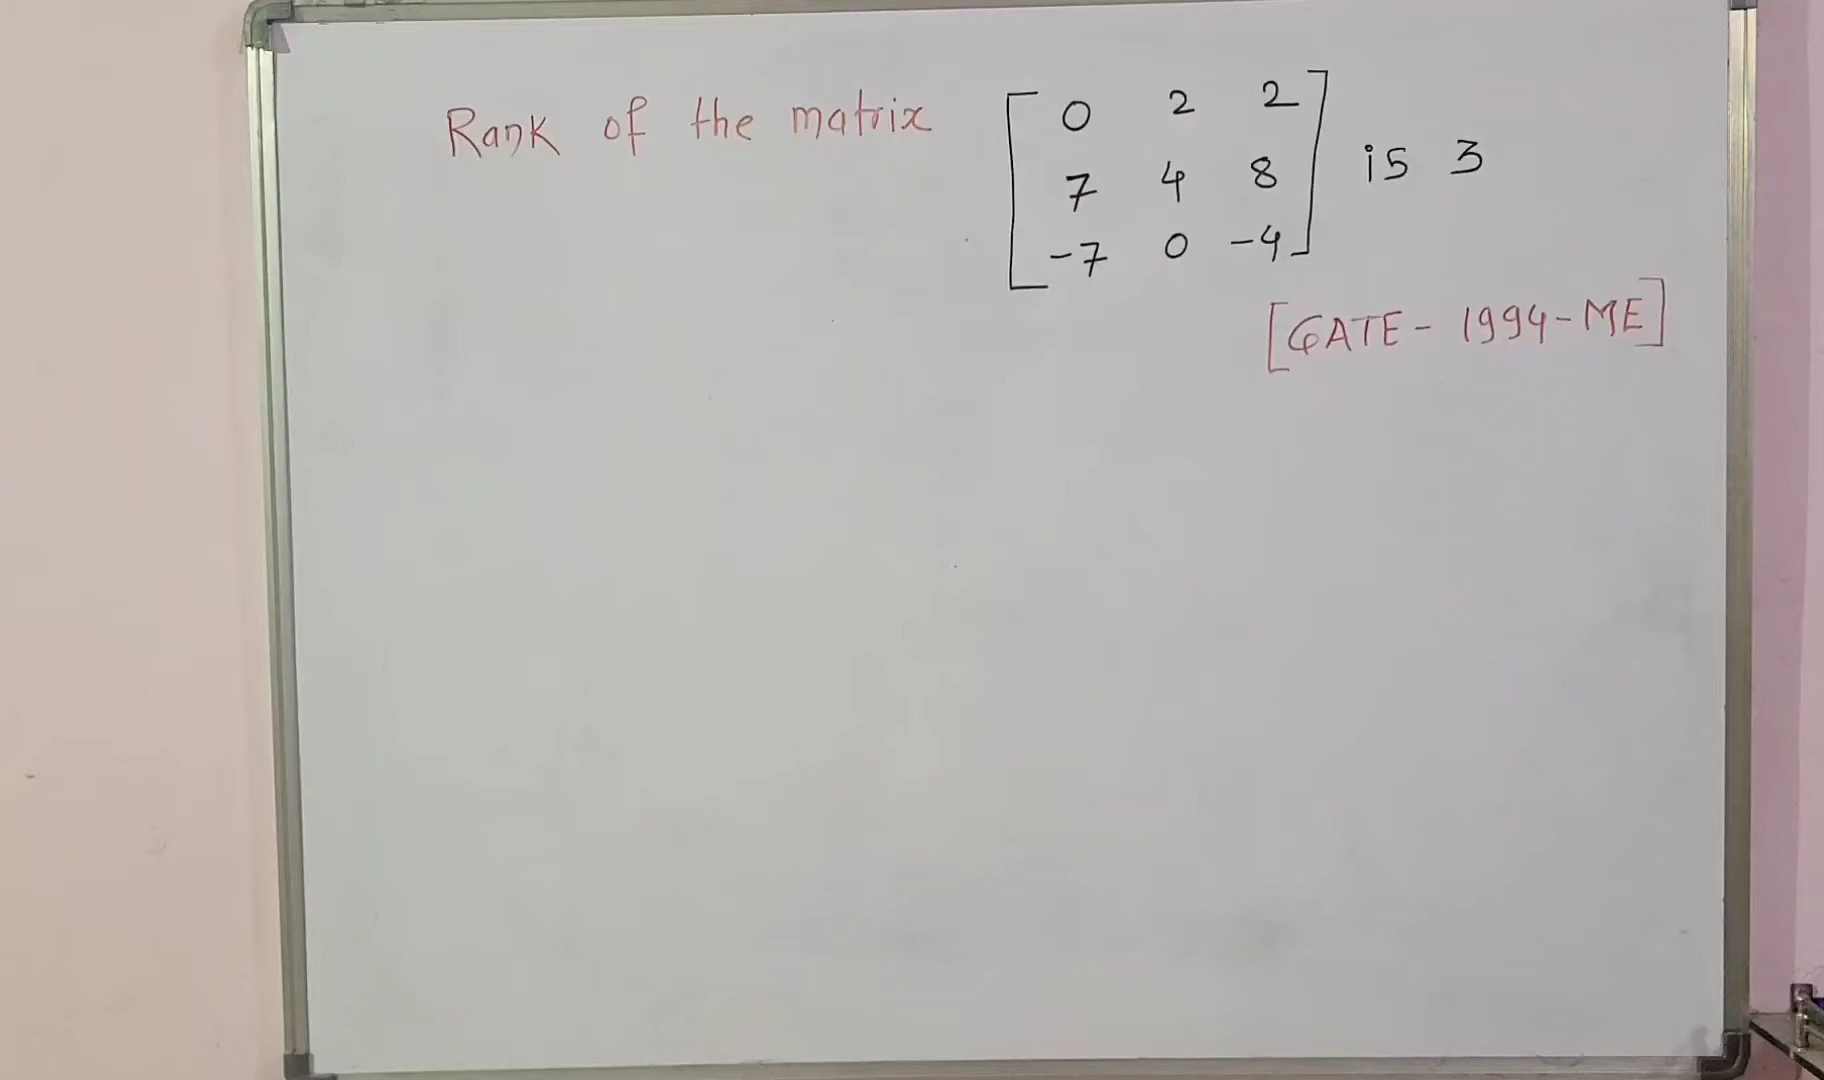 Rank of the matrix [ 0 2 2 ] is 3
7 4 8
-7 0 -4
[GATE - 1994 - ME]